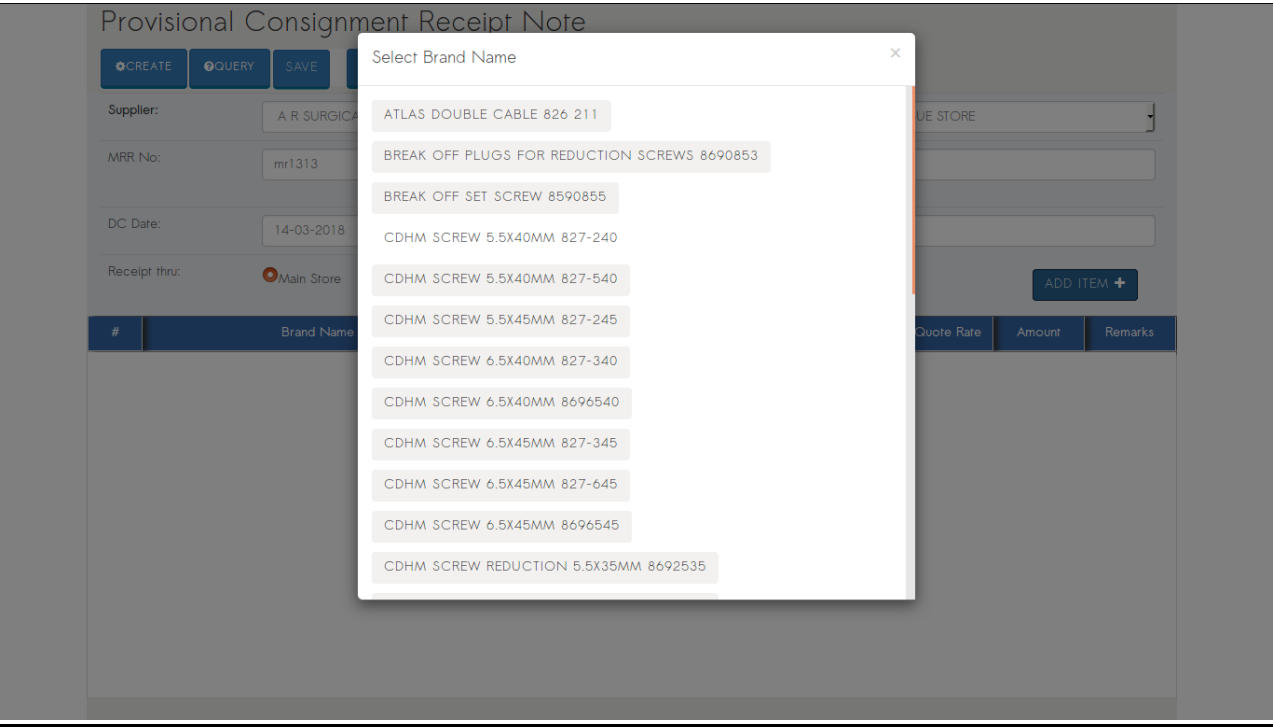 Provisional Consignment Receipt Note
Select Brand Name ×
CREATE QUERY SAVE
Supplier: A R SURGICA UE STORE
MRR No: mr1313
DC Date: 14-03-2018
Receipt thru: Main Store ADD ITEM
# Brand Name Quote Rate Amount Remarks
ATLAS DOUBLE CABLE 826 211
BREAK OFF PLUGS FOR REDUCTION SCREWS 8690853
BREAK OFF SET SCREW 8590855
CDHM SCREW 5.5X40MM 827-240
CDHM SCREW 5.5X40MM 827-540
CDHM SCREW 5.5X45MM 827-245
CDHM SCREW 6.5X40MM 827-340
CDHM SCREW 6.5X40MM 8696540
CDHM SCREW 6.5X45MM 827-345
CDHM SCREW 6.5X45MM 827-645
CDHM SCREW 6.5X45MM 8696545
CDHM SCREW REDUCTION 5.5X35MM 8692535